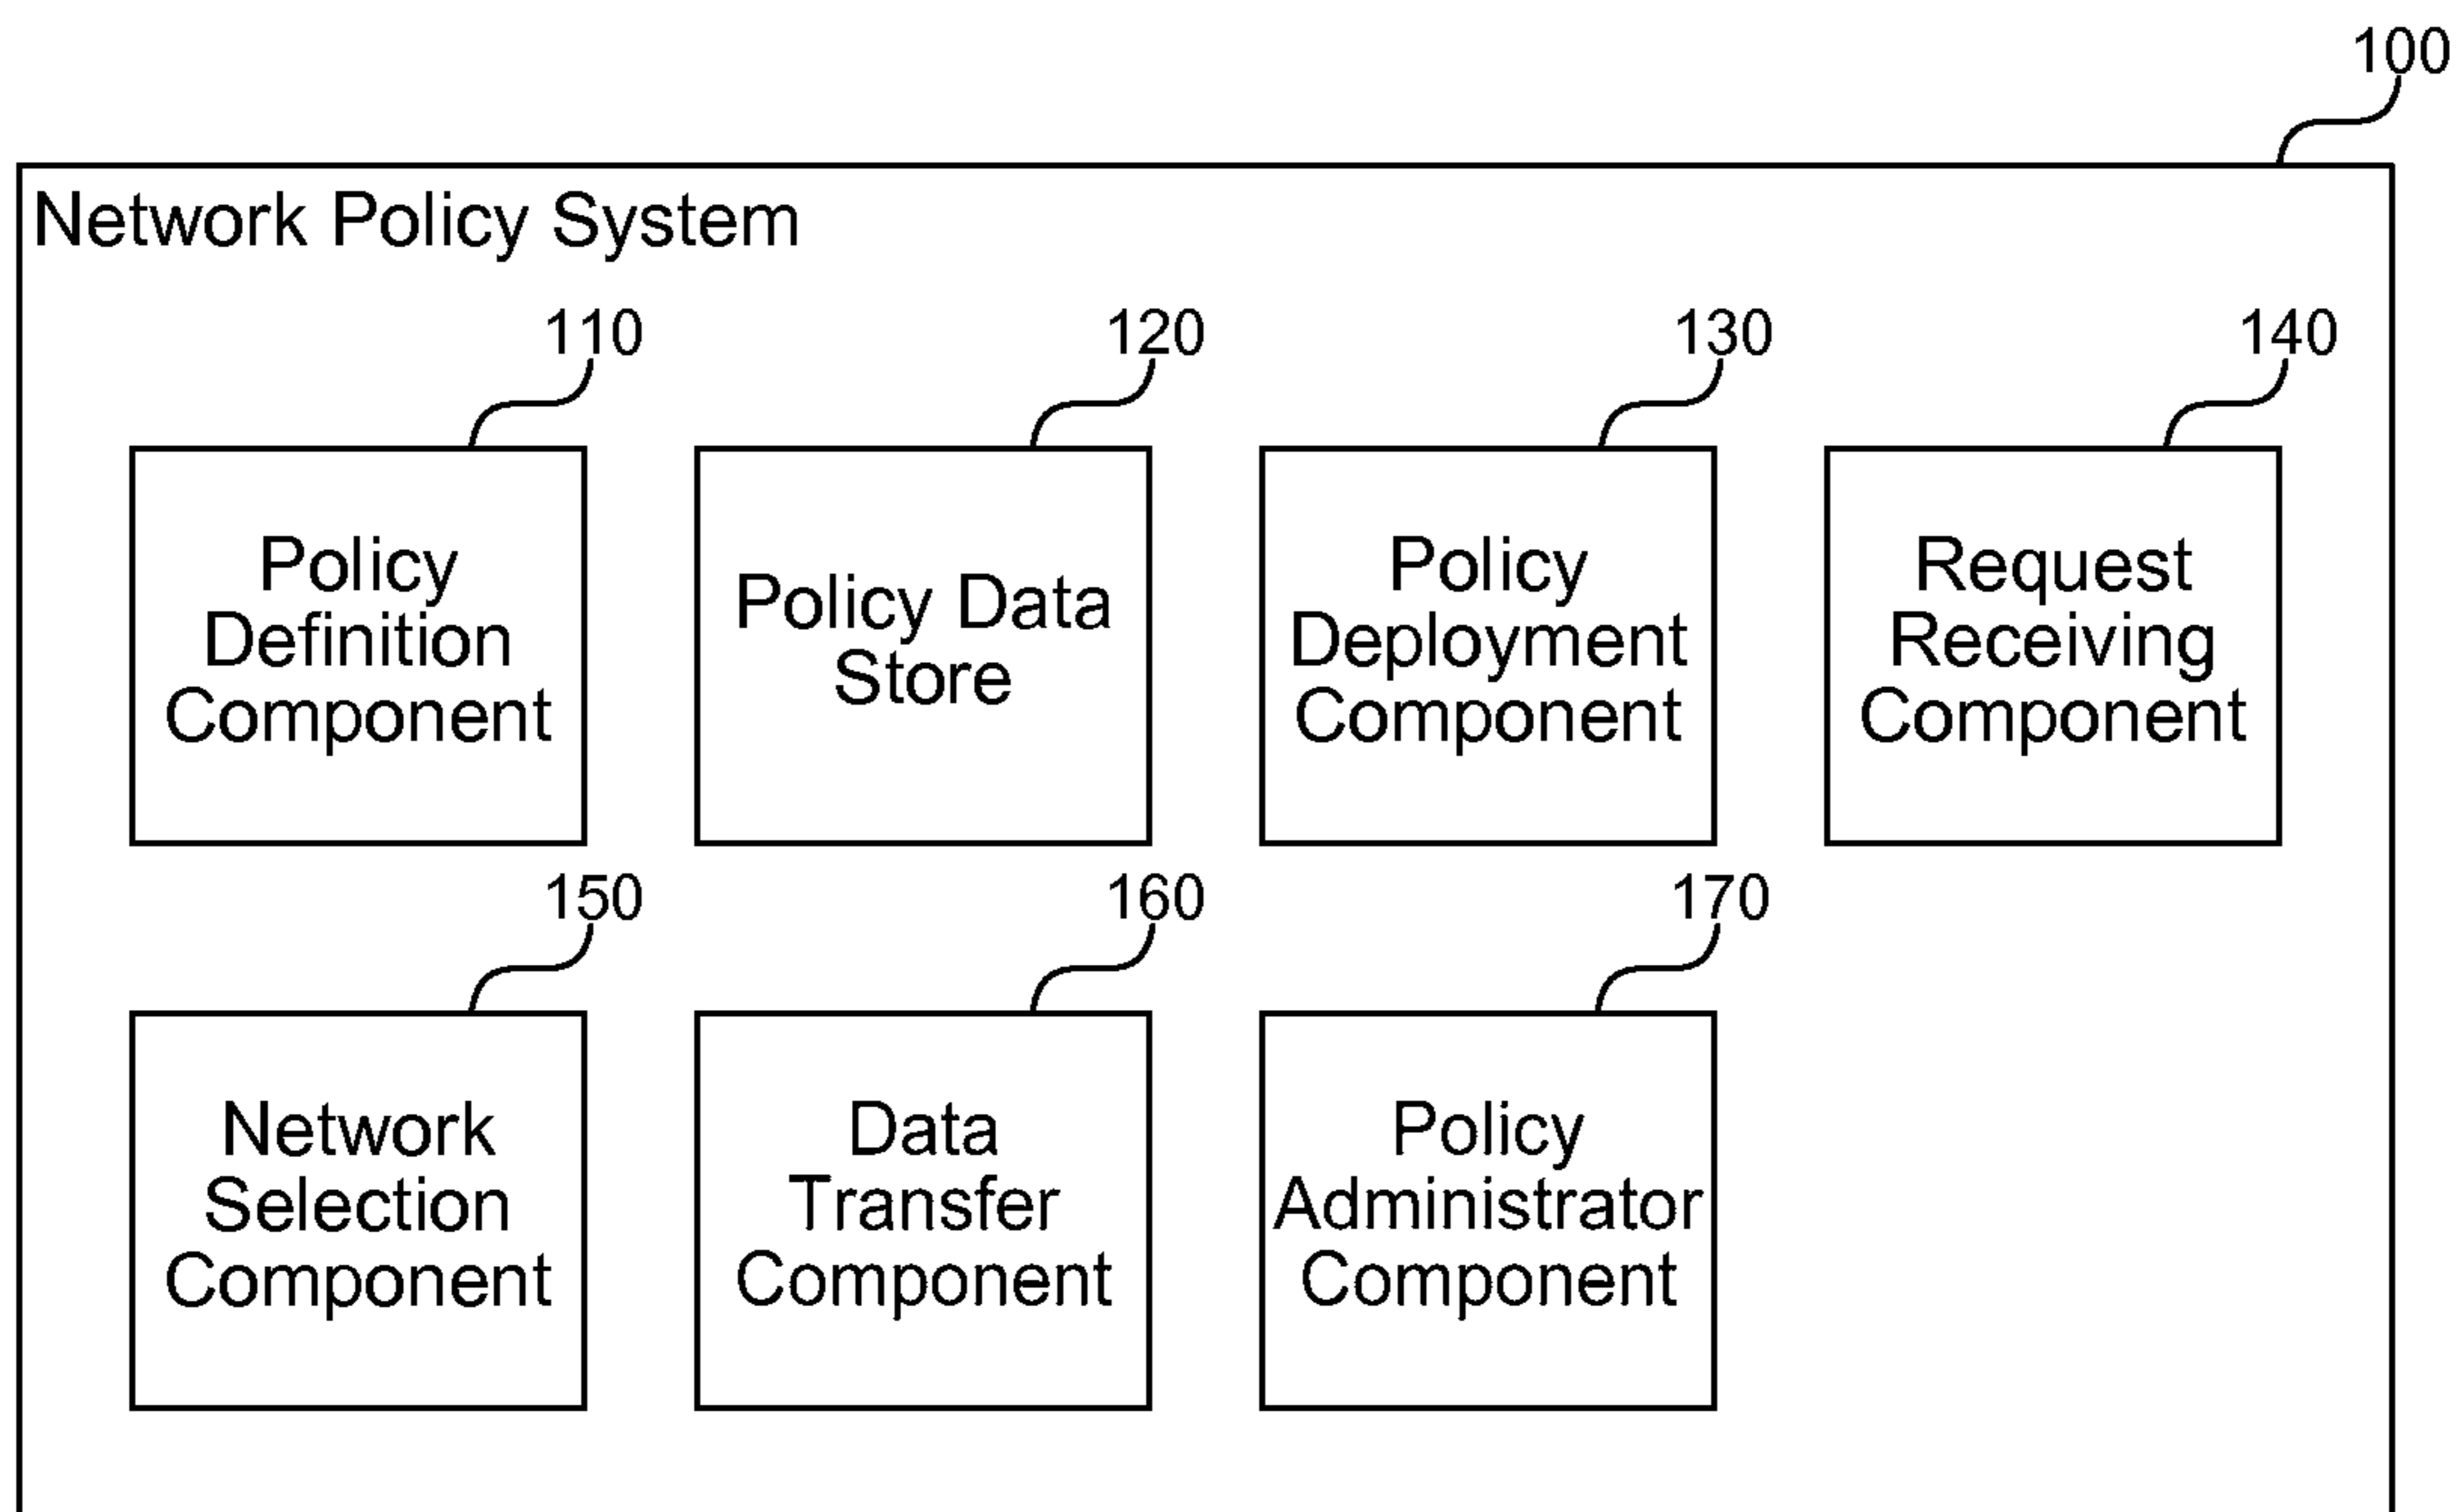 100
Network Policy System
110
120
130
140
Policy
Definition
Component
Policy Data
Store
Policy
Deployment
Component
Request
Receiving
Component
150
160
170
Network
Selection
Component
Data
Transfer
Component
Policy
Administrator
Component